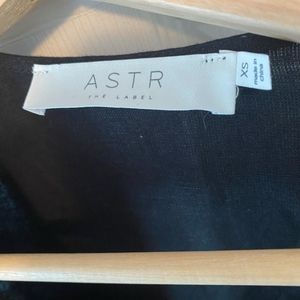 ASTR
THE LABEL
XS
made in
china